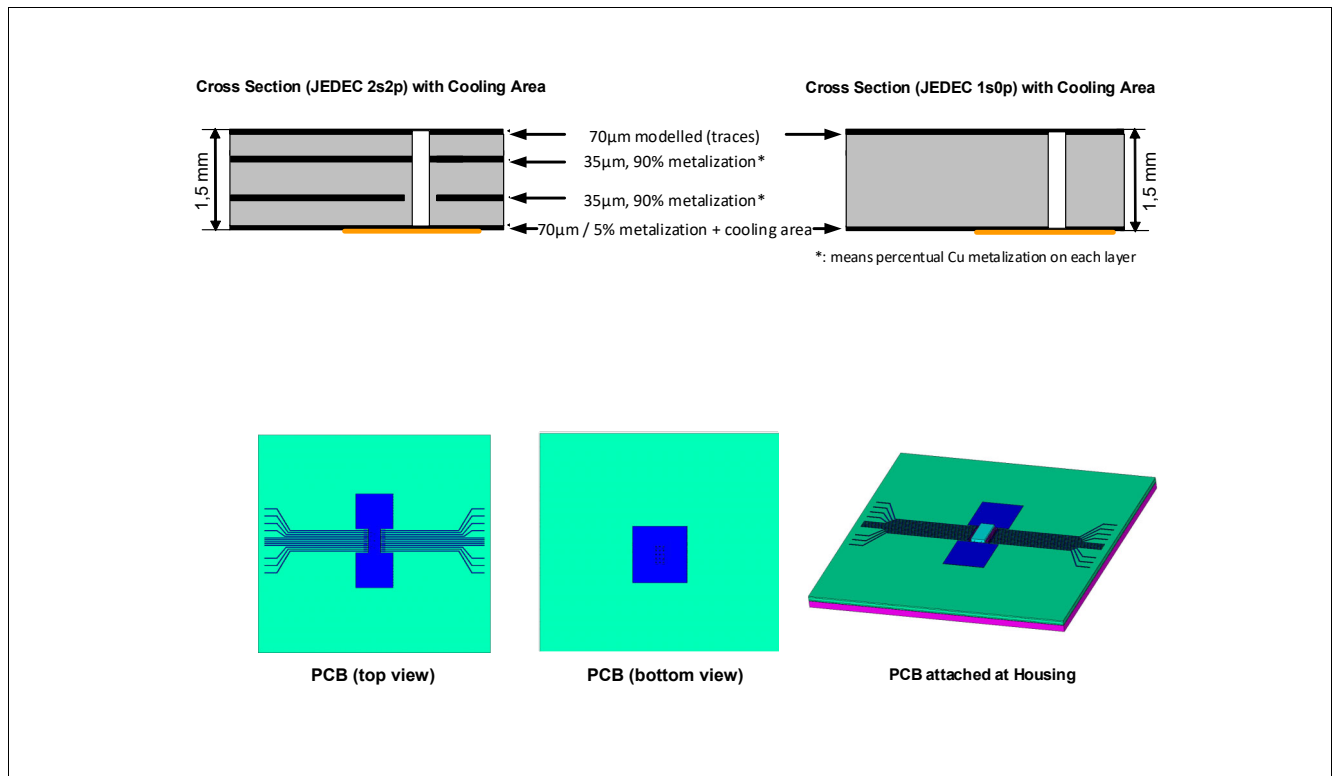 Cross Section (JEDEC 2s2p) with Cooling Area
Cross Section (JEDEC 1s0p) with Cooling Area
1,5 mm
70µm modelled (traces)
35µm, 90% metalization*
35µm, 90% metalization*
70µm / 5% metalization + cooling area
1,5 mm
*: means percentual Cu metalization on each layer
PCB (top view)
PCB (bottom view)
PCB attached at Housing